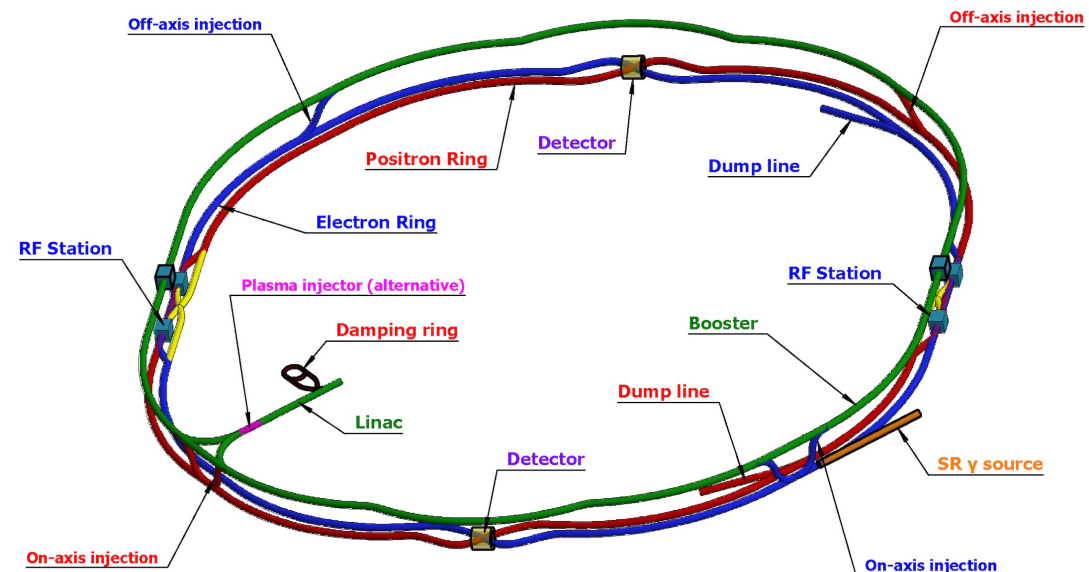 Off-axis injection
Off-axis injection
Detector
Positron Ring
Dump line
Electron Ring
RF Station
RF Station
Plasma injector (alternative)
Booster
Damping ring
Dump line
Linac
Detector
SR γ source
On-axis injection
On-axis injection